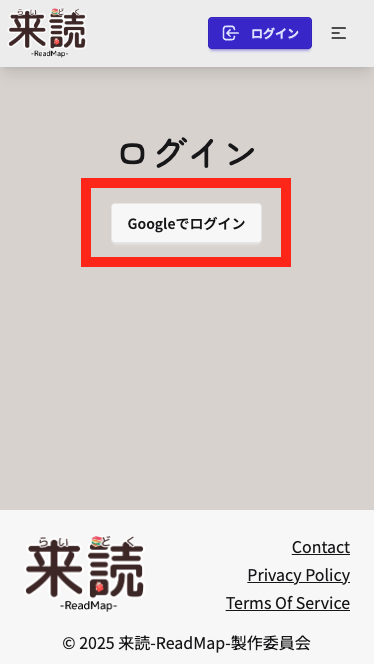 らいどく
来読
-ReadMap-
ログイン
ログイン
Googleでログイン
らいどく
来読
-ReadMap-
Contact
Privacy Policy
Terms Of Service
© 2025 来読-ReadMap-製作委員会